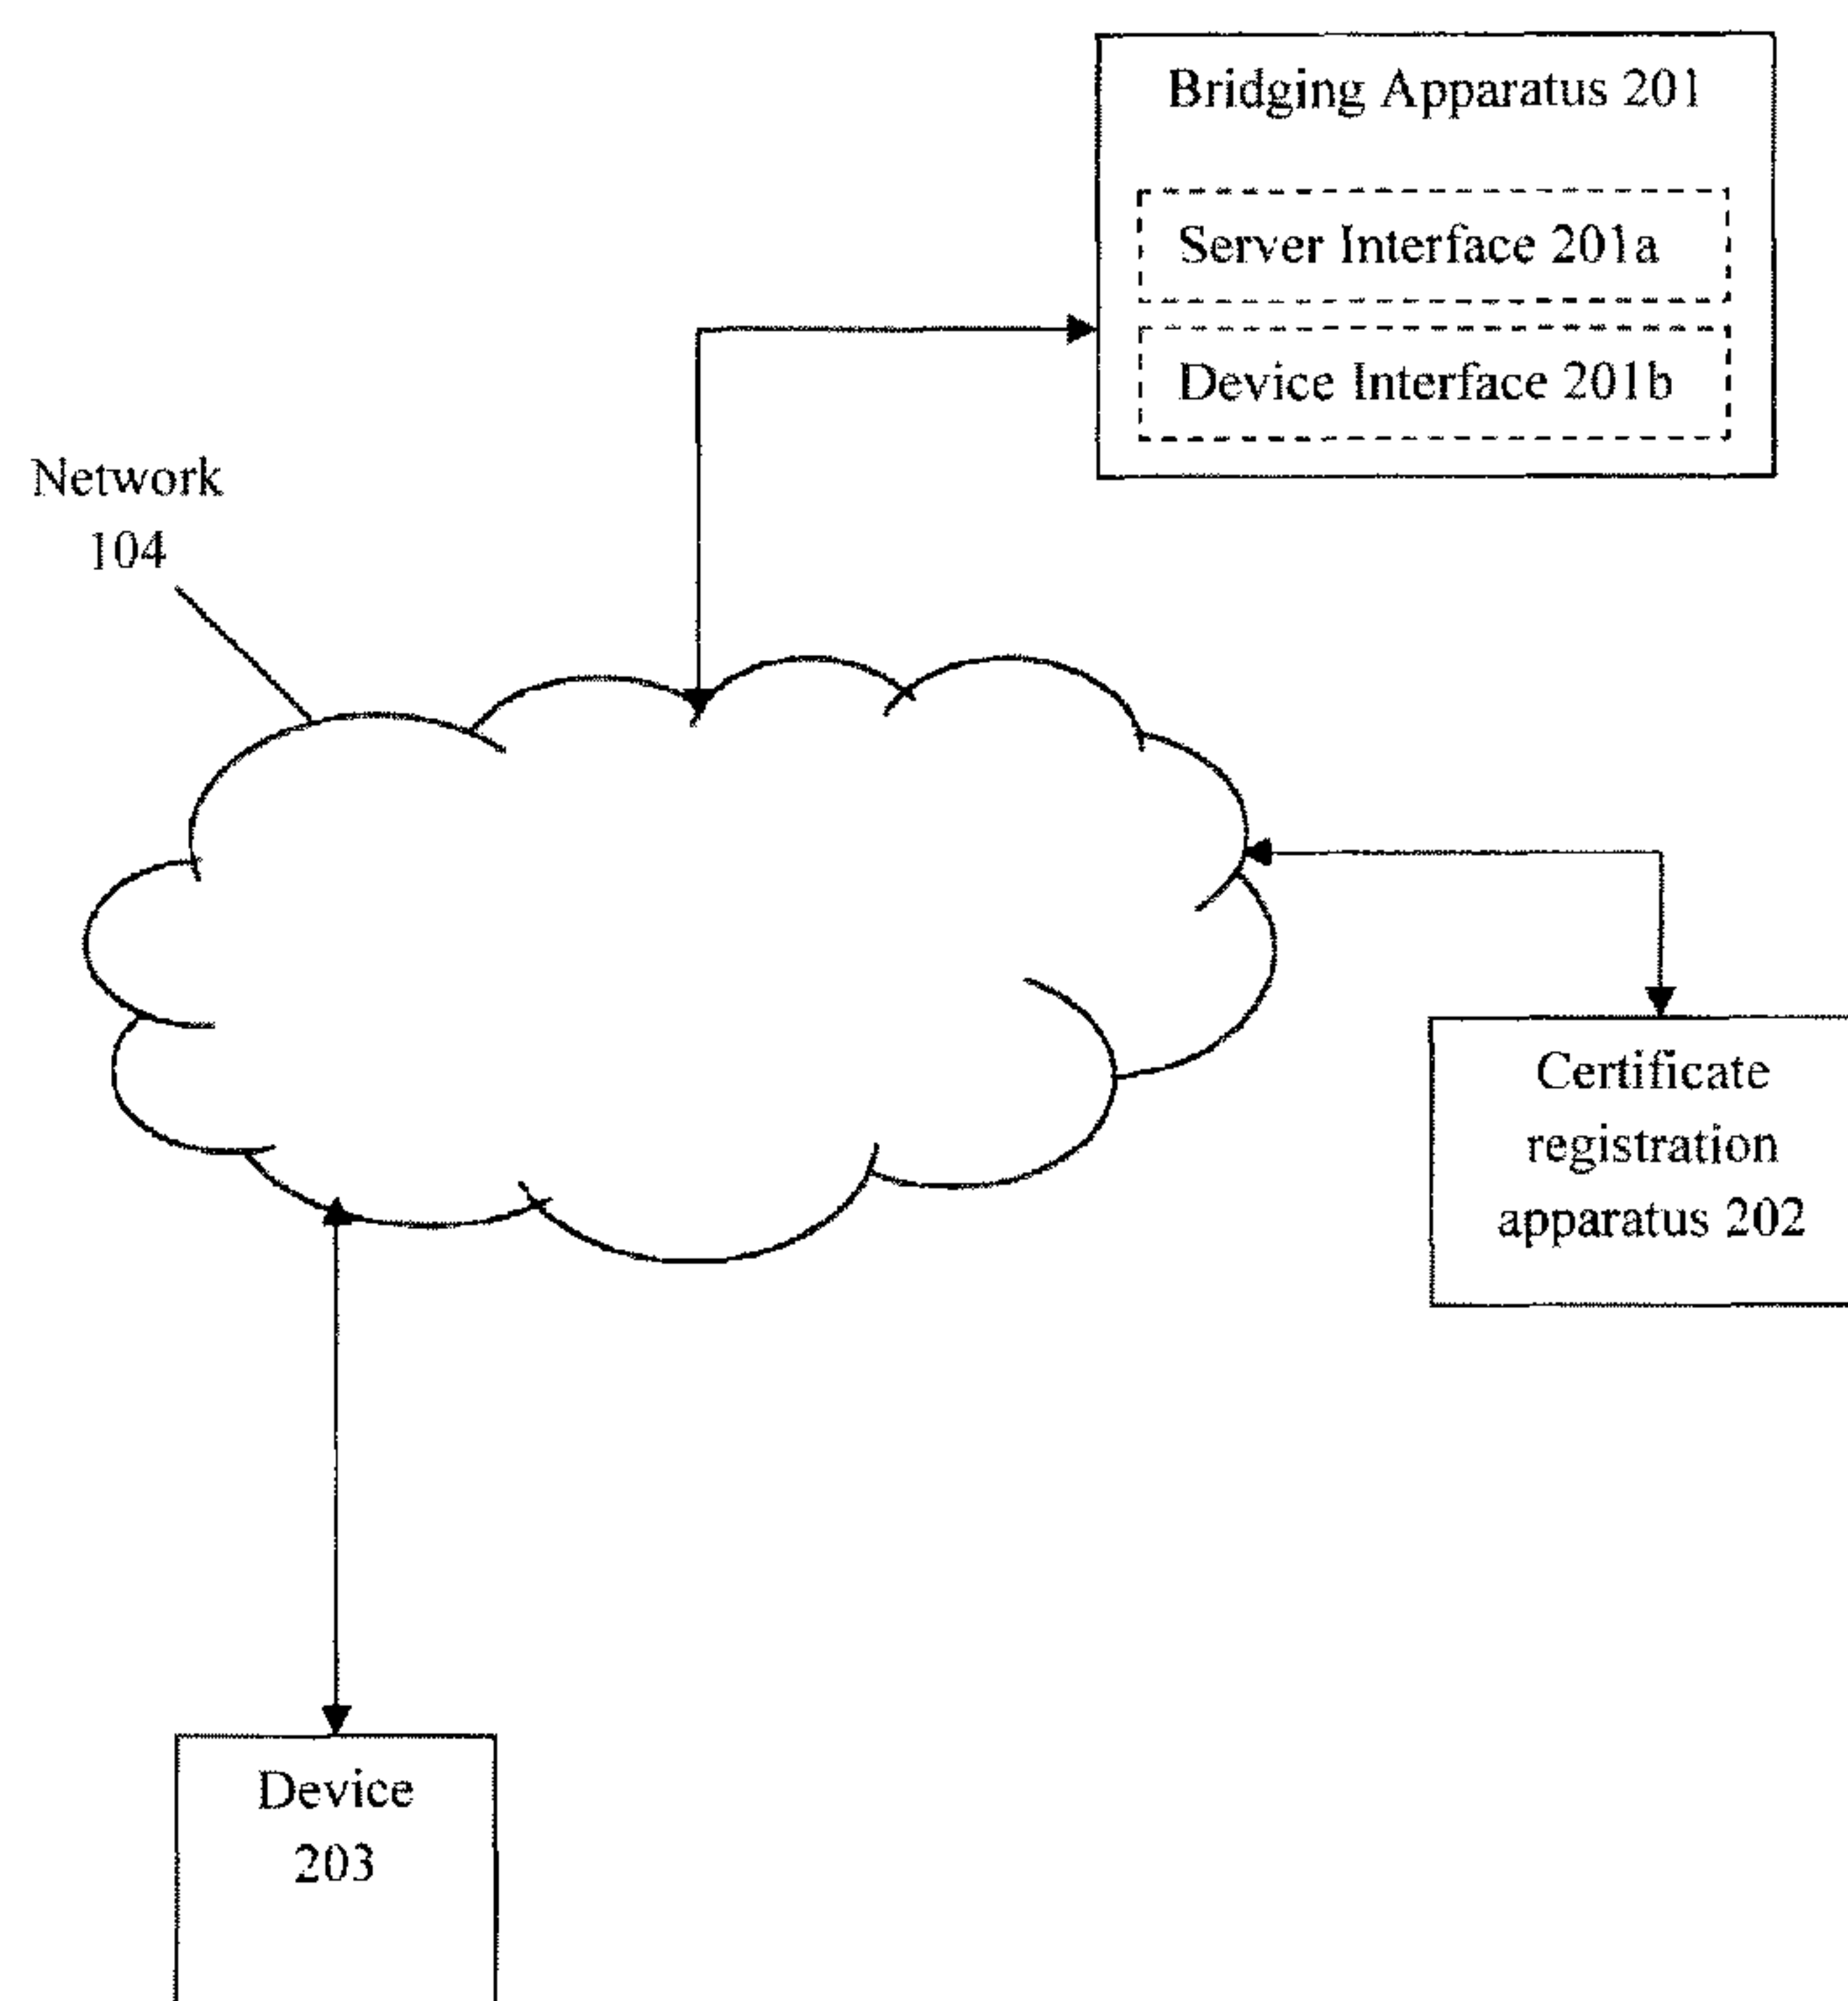 Bridging Apparatus 201
Server Interface 201a
Device Interface 201b
Network
104
Certificate
registration
apparatus 202
Device
203